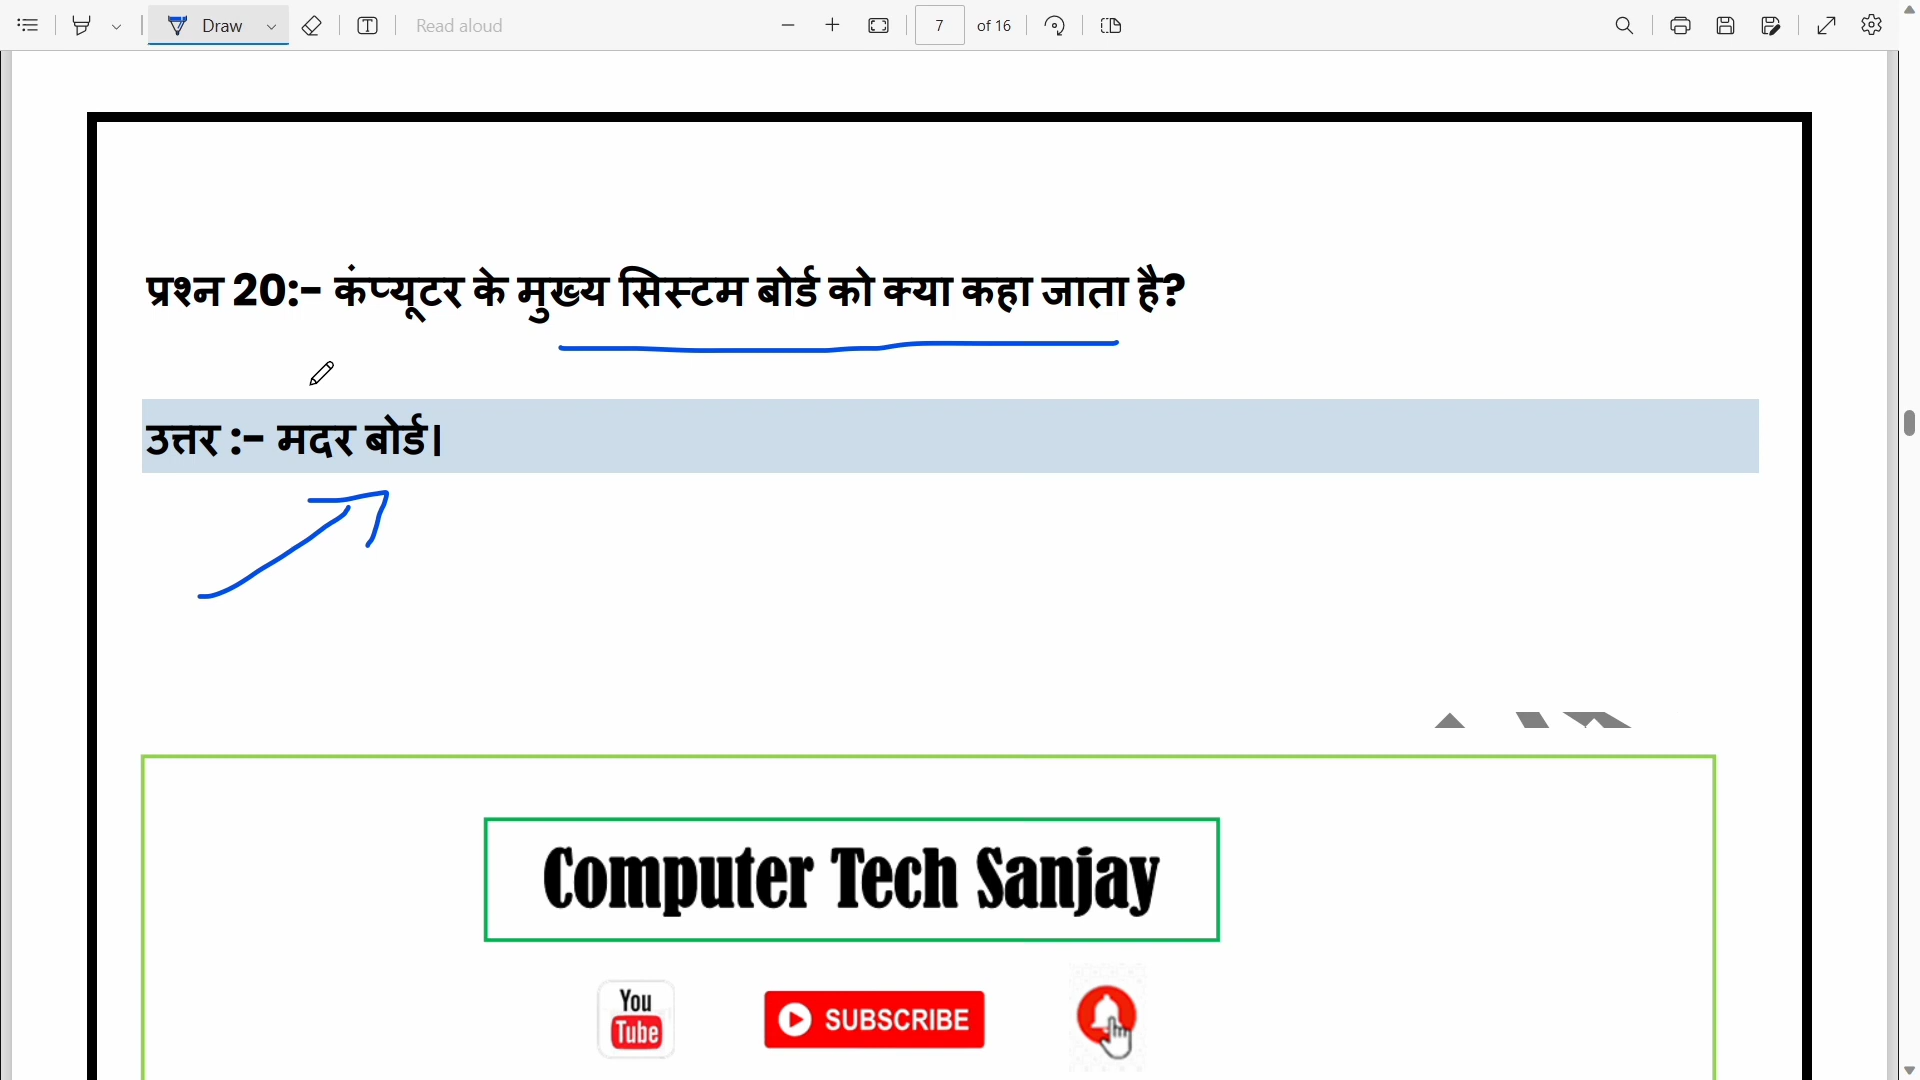 Draw
Read aloud
7 of 16
प्रश्न 20:- कंप्यूटर के मुख्य सिस्टम बोर्ड को क्या कहा जाता है?
उत्तर :- मदर बोर्ड।
Computer Tech Sanjay
You
Tube
SUBSCRIBE